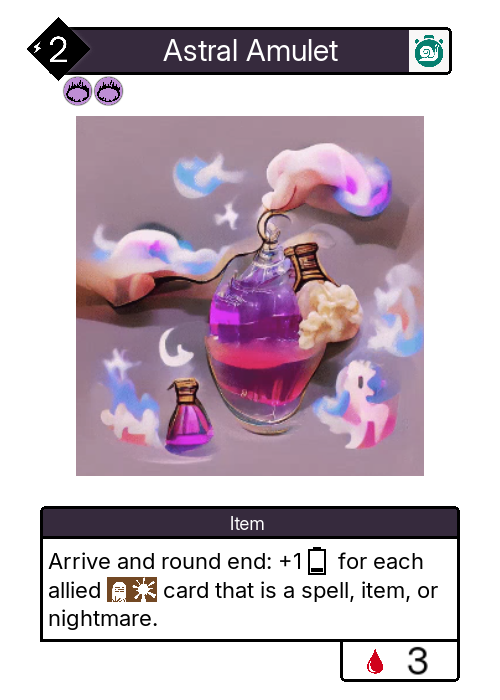 2
Astral Amulet
Item
Arrive and round end: +1 for each
allied card that is a spell, item, or
nightmare.
3